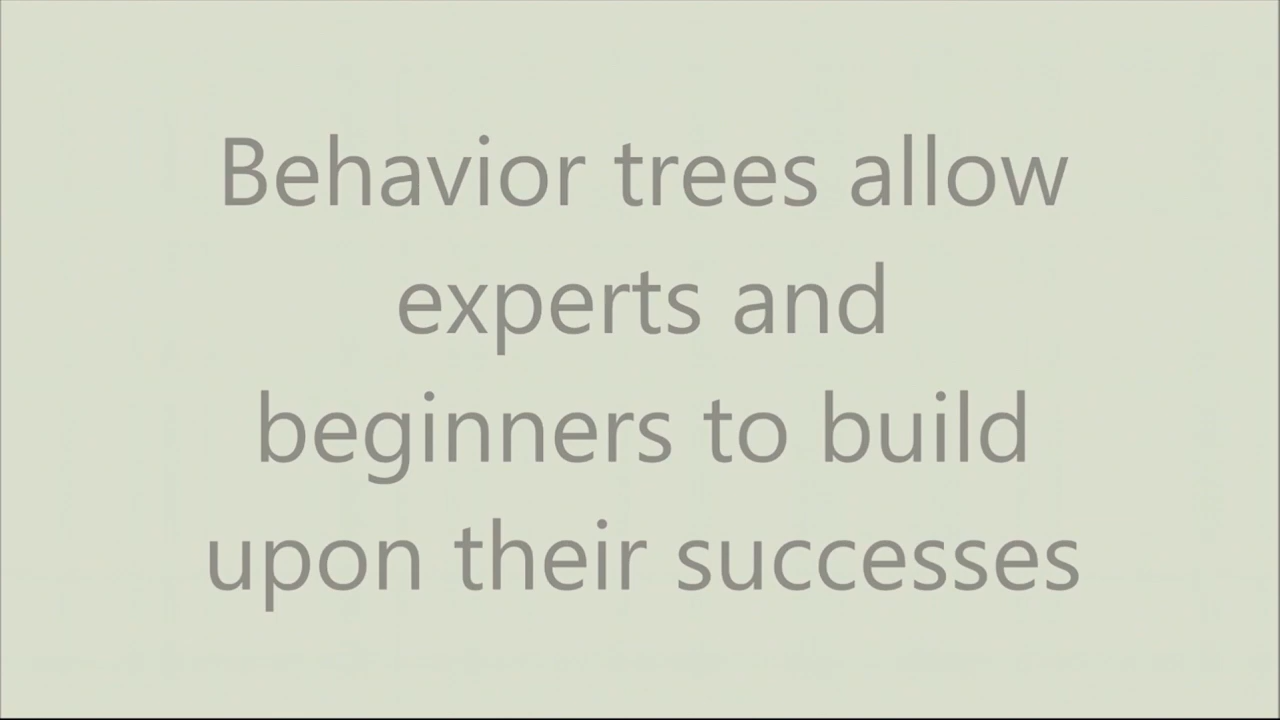 Behavior trees allow
experts and
beginners to build
upon their successes